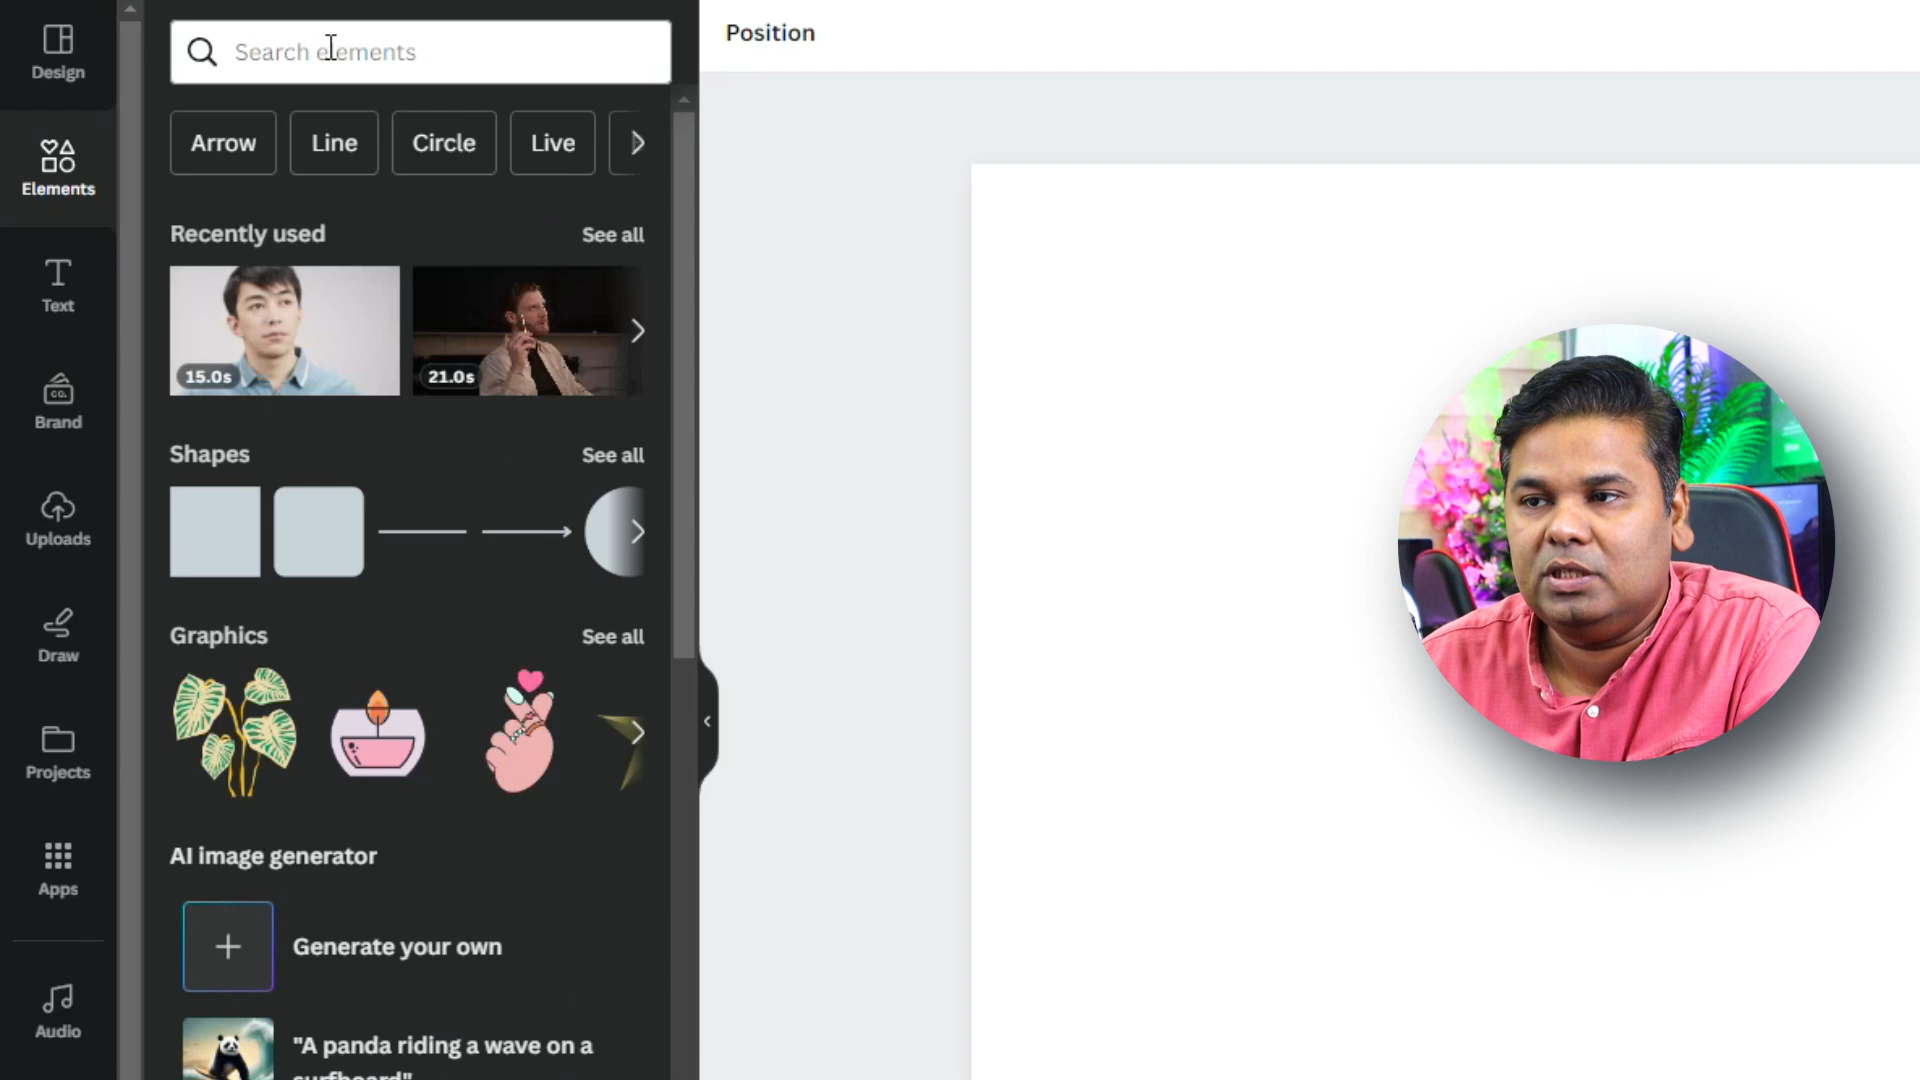 Design
Elements
Text
CO.
Brand
Uploads
Draw
Projects
Apps
Audio
Search elements
Arrow
Line
Circle
Live
Recently used
See all
15.0s
21.0s
Shapes
See all
Graphics
See all
AI image generator
Generate your own
"A panda riding a wave on a
surfboard"
Position